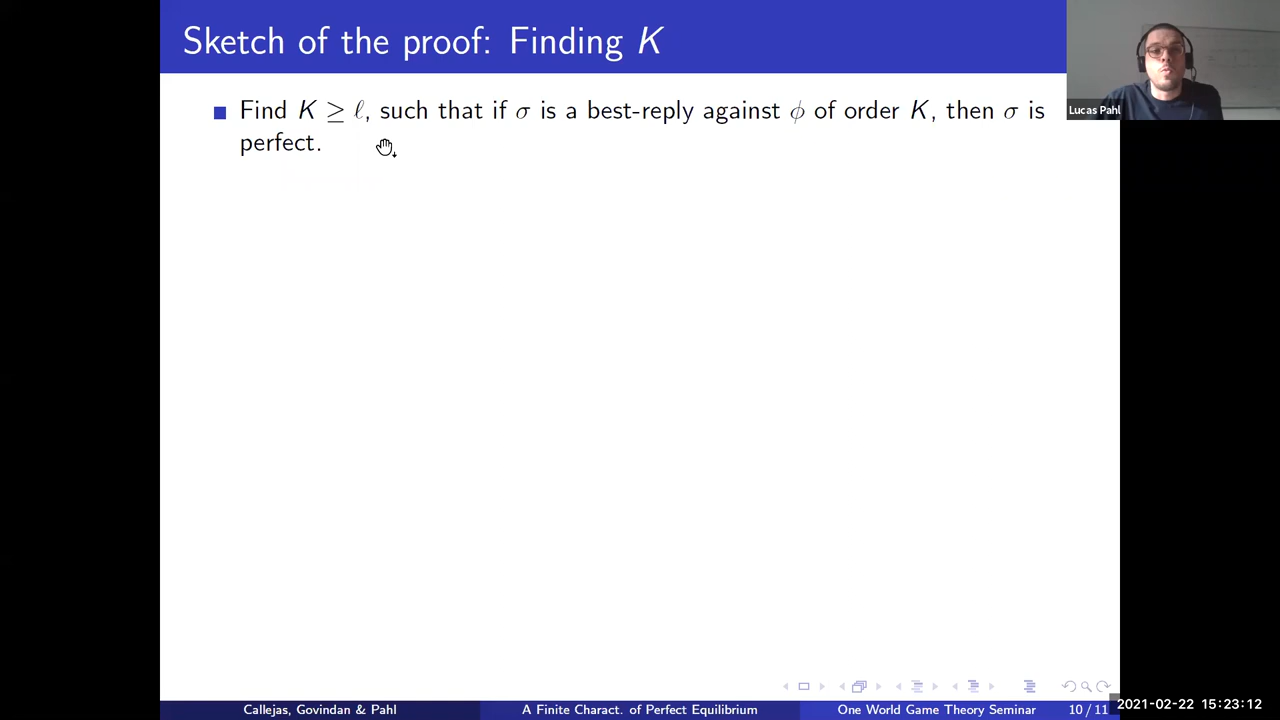 Sketch of the proof: Finding K
Find K ≥ ℓ, such that if σ is a best-reply against ϕ of order K, then σ is
perfect.
Lucas Pahl
Callejas, Govindan & Pahl
A Finite Charact. of Perfect Equilibrium
One World Game Theory Seminar
10 / 11
2021-02-22 15:23:12